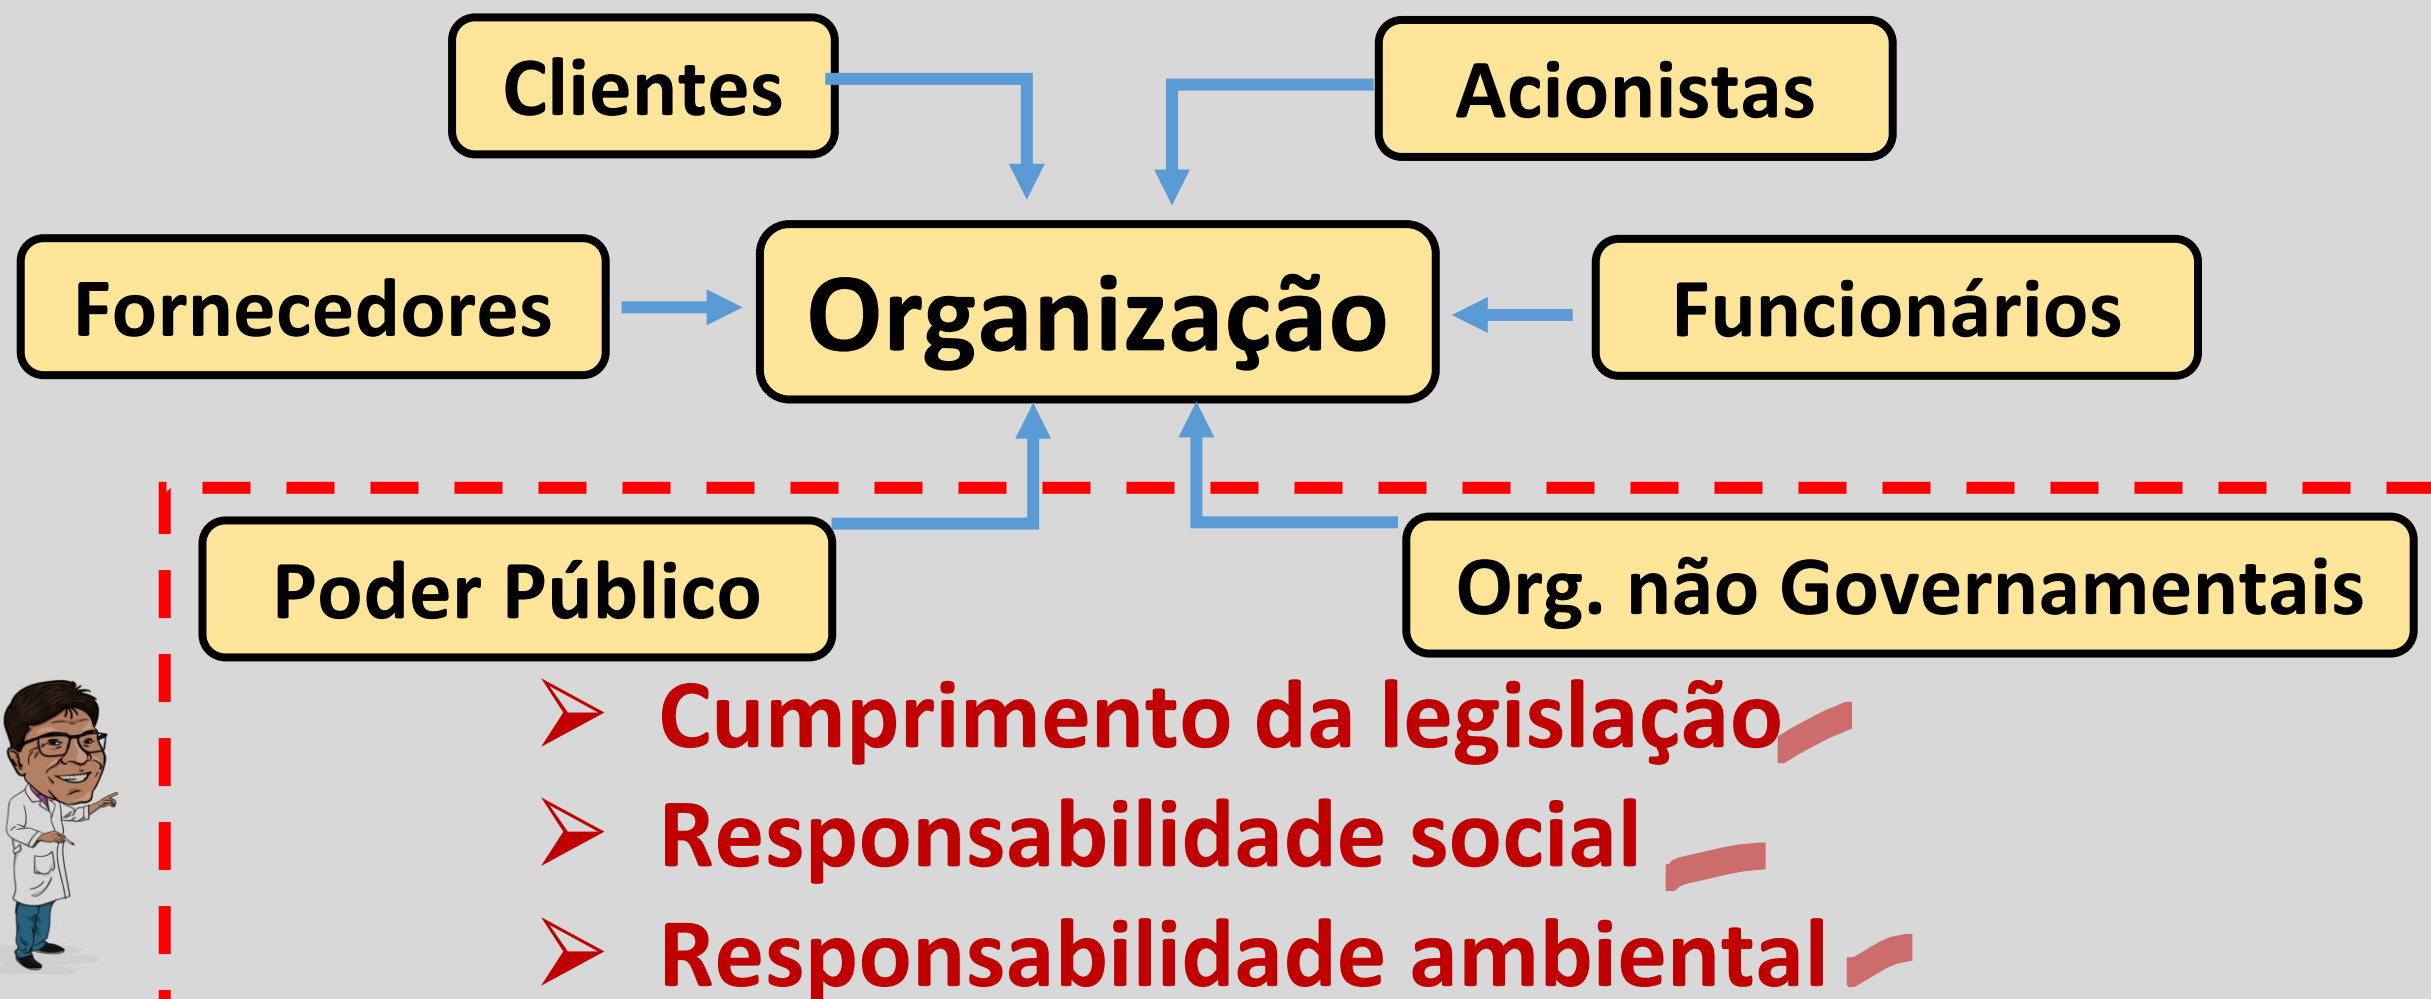 Clientes
Acionistas
Fornecedores
Organização
Funcionários
Poder Público
Org. não Governamentais
Cumprimento da legislação
Responsabilidade social
Responsabilidade ambiental